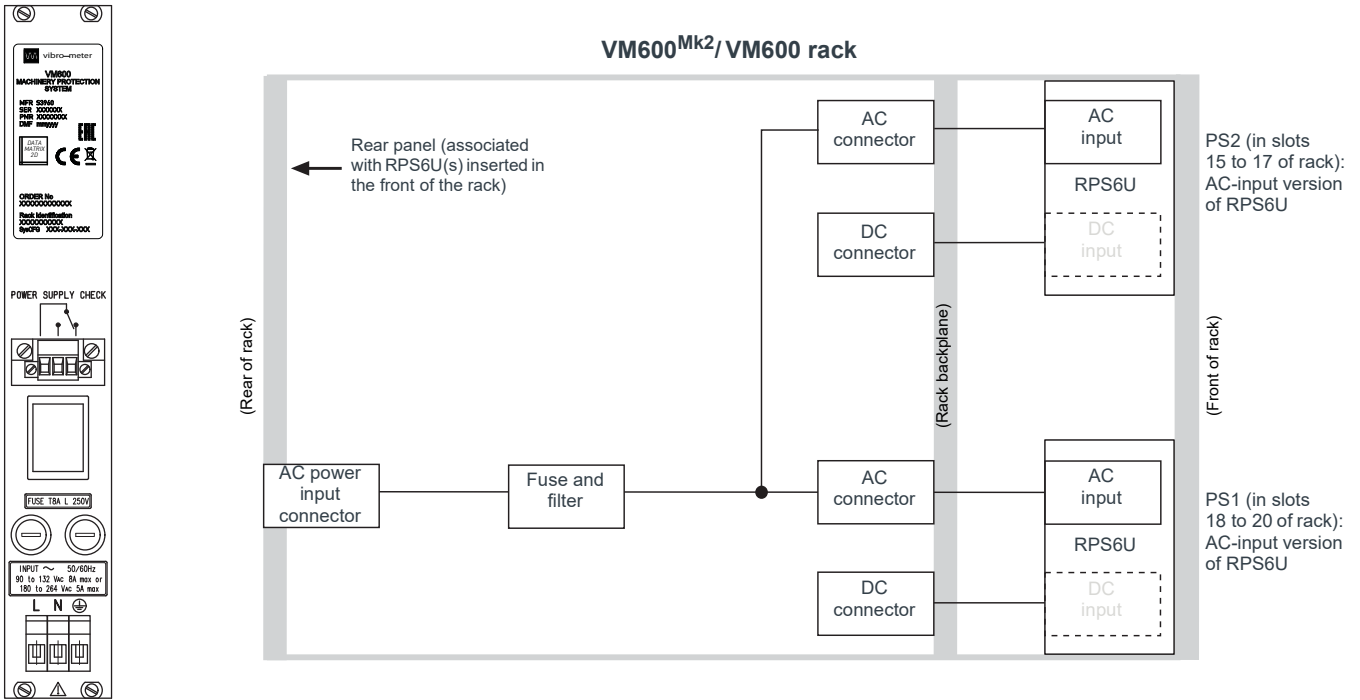 vibro-meter
VM600
MACHINERY PROTECTION
SYSTEM
MFR S3960
SER XXXXXXX
PNR XXXXXXXX
DMF mmyyyy
EAC
DATA
MATRIX
2D
CE
ORDER No
XXXXXXXXXXXX
Rack Identification
XXXXXXXXXX
SysCFG XXX-XXX-XXX
POWER SUPPLY CHECK
FUSE T8A L 250V
INPUT ~ 50/60Hz
90 to 132 VAC 8A max or
180 to 264 VAC 5A max
L N
VM600Mk2/ VM600 rack
(Rear of rack)
Rear panel (associated
with RPS6U(s) inserted in
the front of the rack)
AC power
input
connector
Fuse and
filter
AC
connector
DC
connector
AC
connector
DC
connector
(Rack backplane)
AC
input
RPS6U
DC
input
AC
input
RPS6U
DC
input
(Front of rack)
PS2 (in slots
15 to 17 of rack):
AC-input version
of RPS6U
PS1 (in slots
18 to 20 of rack):
AC-input version
of RPS6U